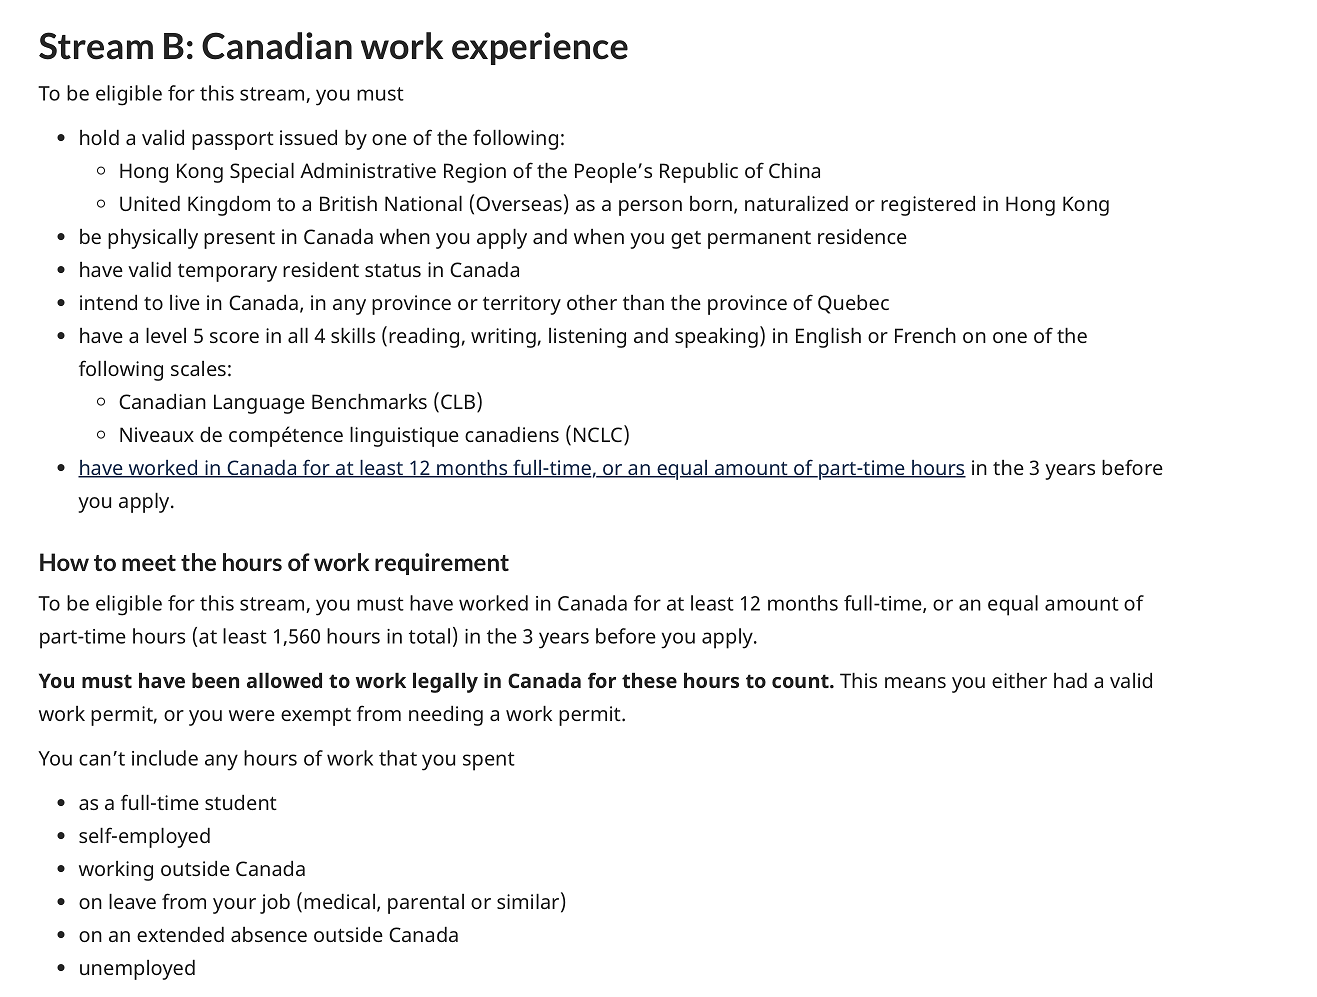 Stream B: Canadian work experience
To be eligible for this stream, you must
• hold a valid passport issued by one of the following:
◦ Hong Kong Special Administrative Region of the People’s Republic of China
◦ United Kingdom to a British National (Overseas) as a person born, naturalized or registered in Hong Kong
• be physically present in Canada when you apply and when you get permanent residence
• have valid temporary resident status in Canada
• intend to live in Canada, in any province or territory other than the province of Quebec
• have a level 5 score in all 4 skills (reading, writing, listening and speaking) in English or French on one of the
following scales:
◦ Canadian Language Benchmarks (CLB)
◦ Niveaux de compétence linguistique canadiens (NCLC)
• have worked in Canada for at least 12 months full-time, or an equal amount of part-time hours in the 3 years before
you apply.
How to meet the hours of work requirement
To be eligible for this stream, you must have worked in Canada for at least 12 months full-time, or an equal amount of
part-time hours (at least 1,560 hours in total) in the 3 years before you apply.
You must have been allowed to work legally in Canada for these hours to count. This means you either had a valid
work permit, or you were exempt from needing a work permit.
You can’t include any hours of work that you spent
• as a full-time student
• self-employed
• working outside Canada
• on leave from your job (medical, parental or similar)
• on an extended absence outside Canada
• unemployed